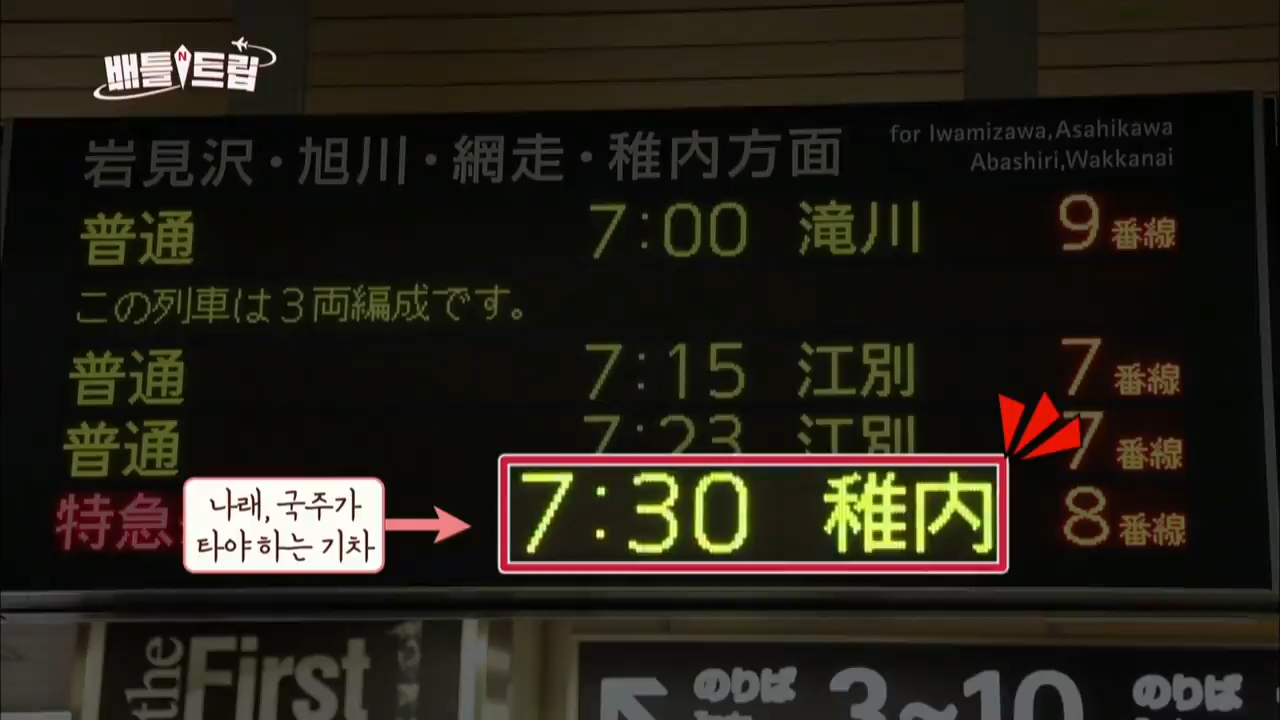 배틀트립
岩見沢・旭川・網走・稚内方面
for Iwamizawa,Asahikawa
Abashiri,Wakkanai
普通 7:00 滝川 9番線
この列車は3両編成です。
普通 7:15 江別 7番線
普通 7:23 江別 7番線
特急 7:30 稚内 8番線
나래, 국주가
타야 하는 기차
the First
のりば 3~10 のりば